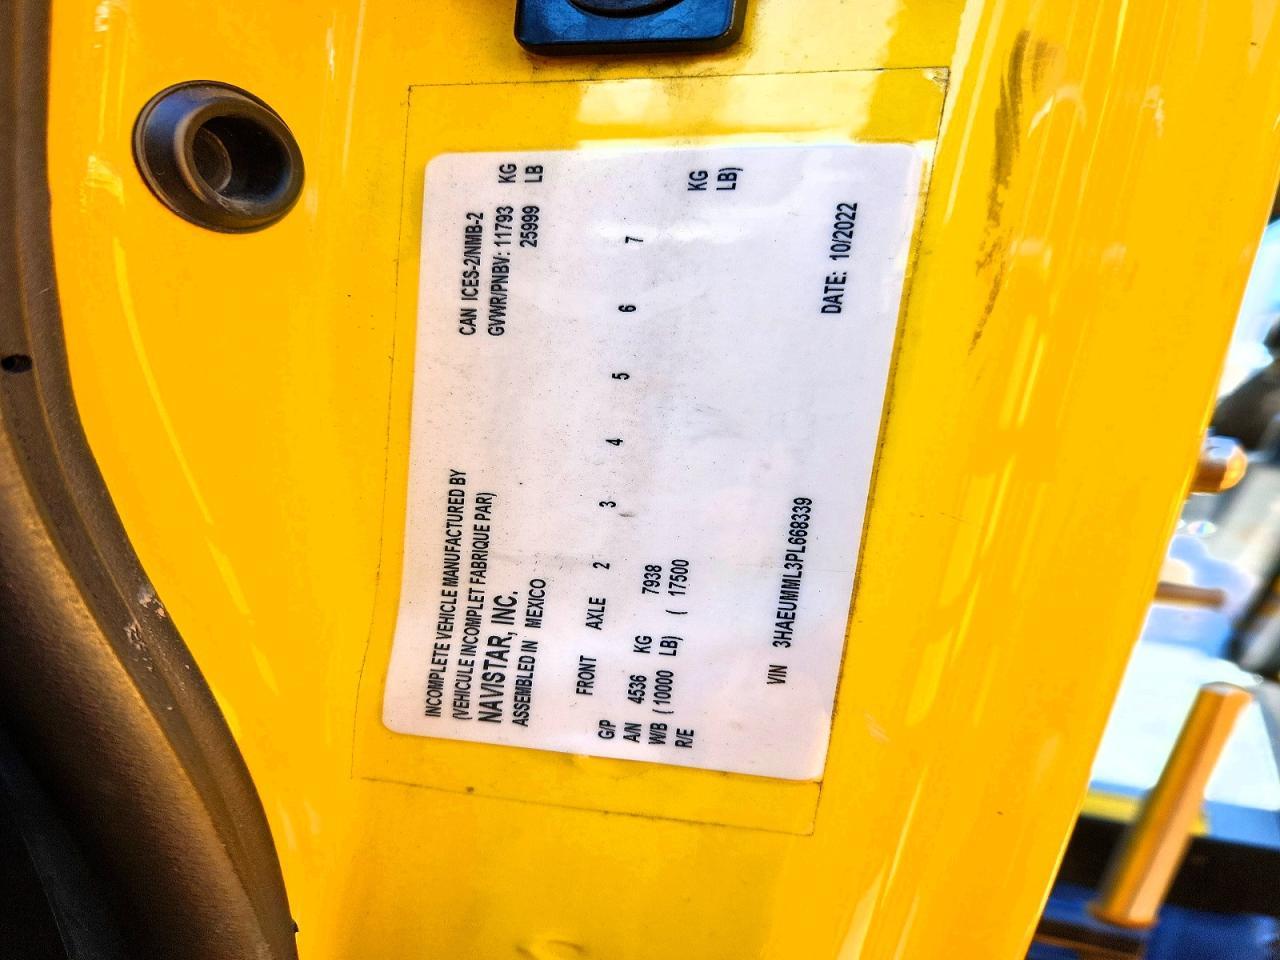 INCOMPLETE VEHICLE MANUFACTURED BY
(VEHICULE INCOMPLET FABRIQUE PAR)
NAVISTAR, INC.
ASSEMBLED IN MEXICO
CAN ICES-2/NMB-2
GVWR/PNBV: 11793 KG
25999 LB
FRONT AXLE 2 3 4 5 6 7
G/P
A/N 4536 KG 7938 KG
W/B (10000 LB) ( 17500 LB)
R/E
VIN 3HAEUMML3PL668339
DATE: 10/2022